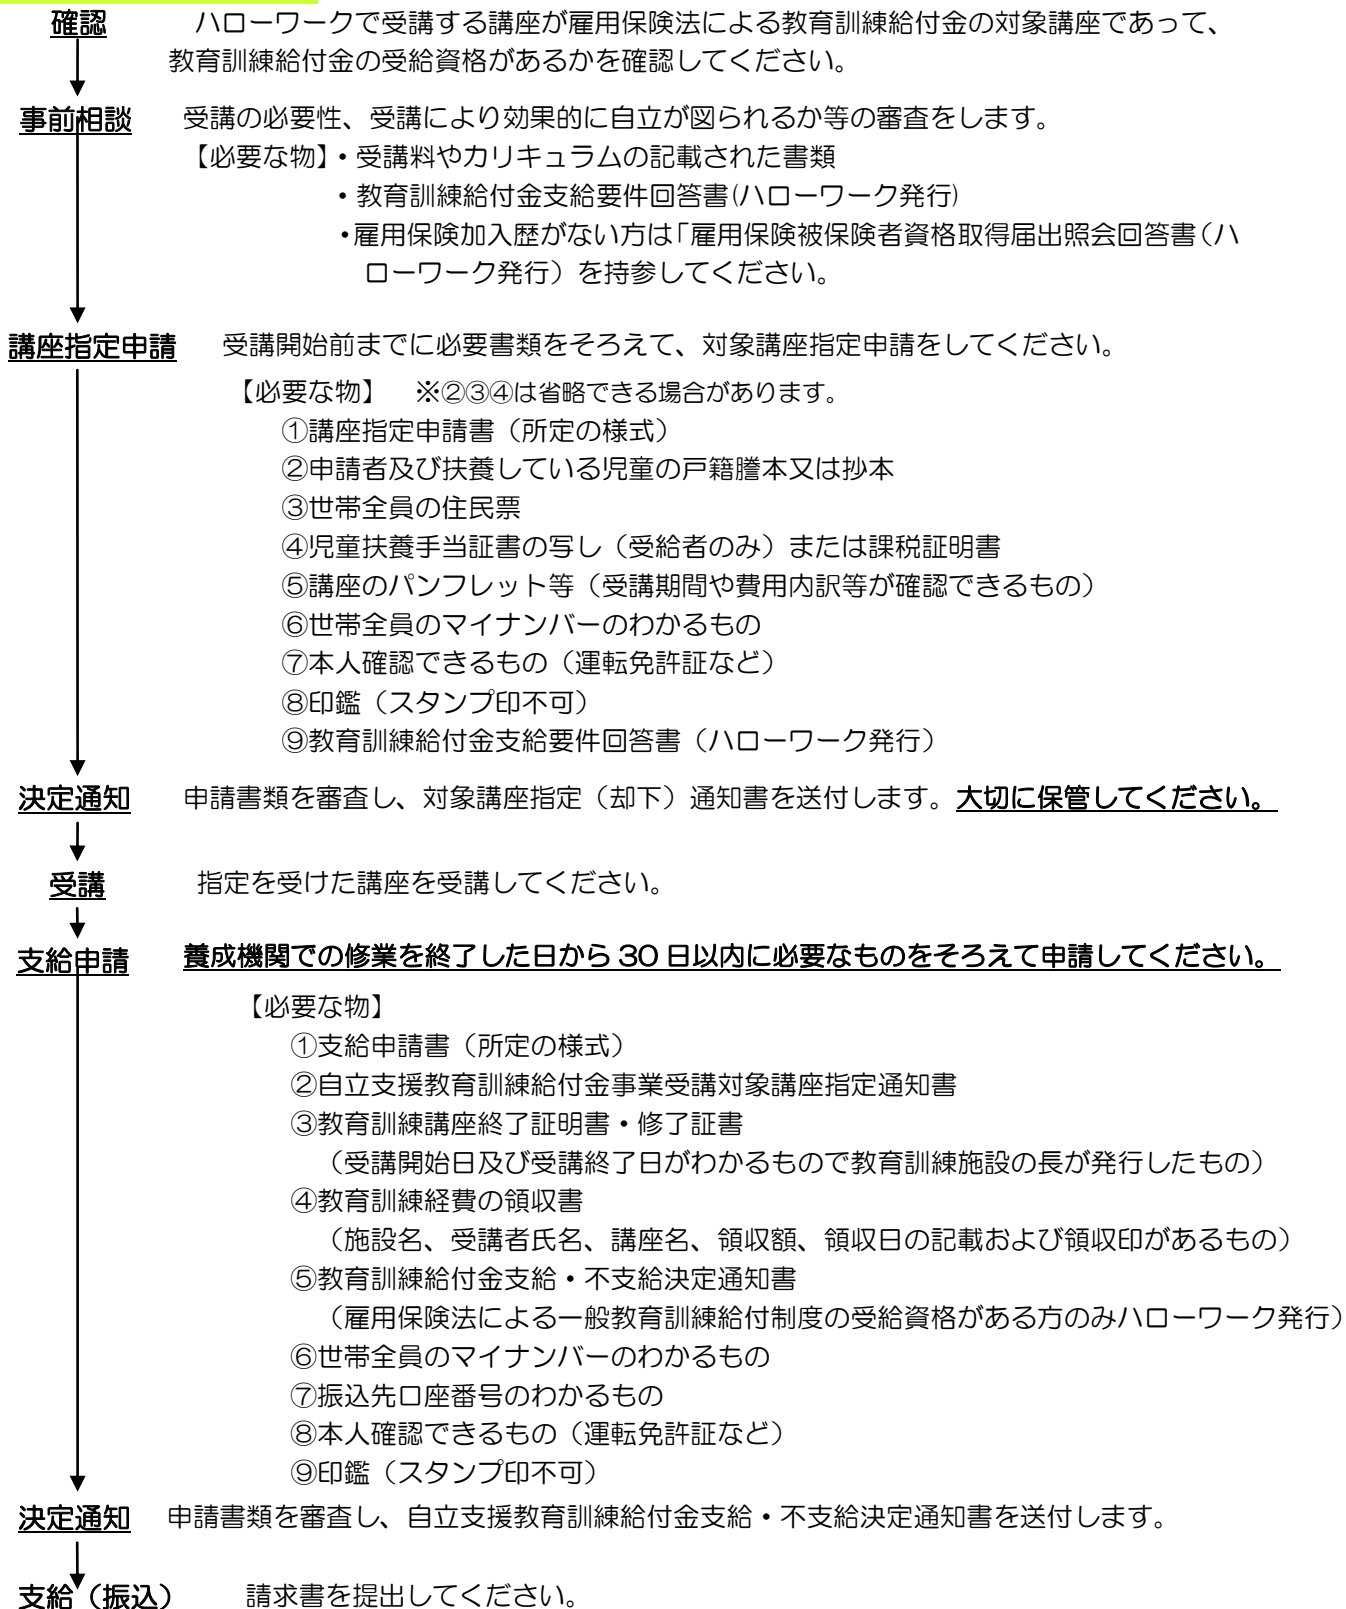 確認　ハローワークで受講する講座が雇用保険法による教育訓練給付金の対象講座であって、
教育訓練給付金の受給資格があるかを確認してください。
事前相談　受講の必要性、受講により効果的に自立が図られるか等の審査をします。
【必要な物】・受講料やカリキュラムの記載された書類
・教育訓練給付金支給要件回答書(ハローワーク発行)
・雇用保険加入歴がない方は「雇用保険被保険者資格取得届出照会回答書（ハ
ローワーク発行）を持参してください。
講座指定申請　受講開始前までに必要書類をそろえて、対象講座指定申請をしてください。
【必要な物】　※②③④は省略できる場合があります。
①講座指定申請書（所定の様式）
②申請者及び扶養している児童の戸籍謄本又は抄本
③世帯全員の住民票
④児童扶養手当証書の写し（受給者のみ）または課税証明書
⑤講座のパンフレット等（受講期間や費用内訳等が確認できるもの）
⑥世帯全員のマイナンバーのわかるもの
⑦本人確認できるもの（運転免許証など）
⑧印鑑（スタンプ印不可）
⑨教育訓練給付金支給要件回答書（ハローワーク発行）
決定通知　申請書類を審査し、対象講座指定（却下）通知書を送付します。大切に保管してください。
受講　指定を受けた講座を受講してください。
支給申請　養成機関での修業を終了した日から 30 日以内に必要なものをそろえて申請してください。
【必要な物】
①支給申請書（所定の様式）
②自立支援教育訓練給付金事業受講対象講座指定通知書
③教育訓練講座終了証明書・修了証書
（受講開始日及び受講終了日がわかるもので教育訓練施設の長が発行したもの）
④教育訓練経費の領収書
（施設名、受講者氏名、講座名、領収額、領収日の記載および領収印があるもの）
⑤教育訓練給付金支給・不支給決定通知書
（雇用保険法による一般教育訓練給付制度の受給資格がある方のみハローワーク発行）
⑥世帯全員のマイナンバーのわかるもの
⑦振込先口座番号のわかるもの
⑧本人確認できるもの（運転免許証など）
⑨印鑑（スタンプ印不可）
決定通知　申請書類を審査し、自立支援教育訓練給付金支給・不支給決定通知書を送付します。
支給（振込）　請求書を提出してください。